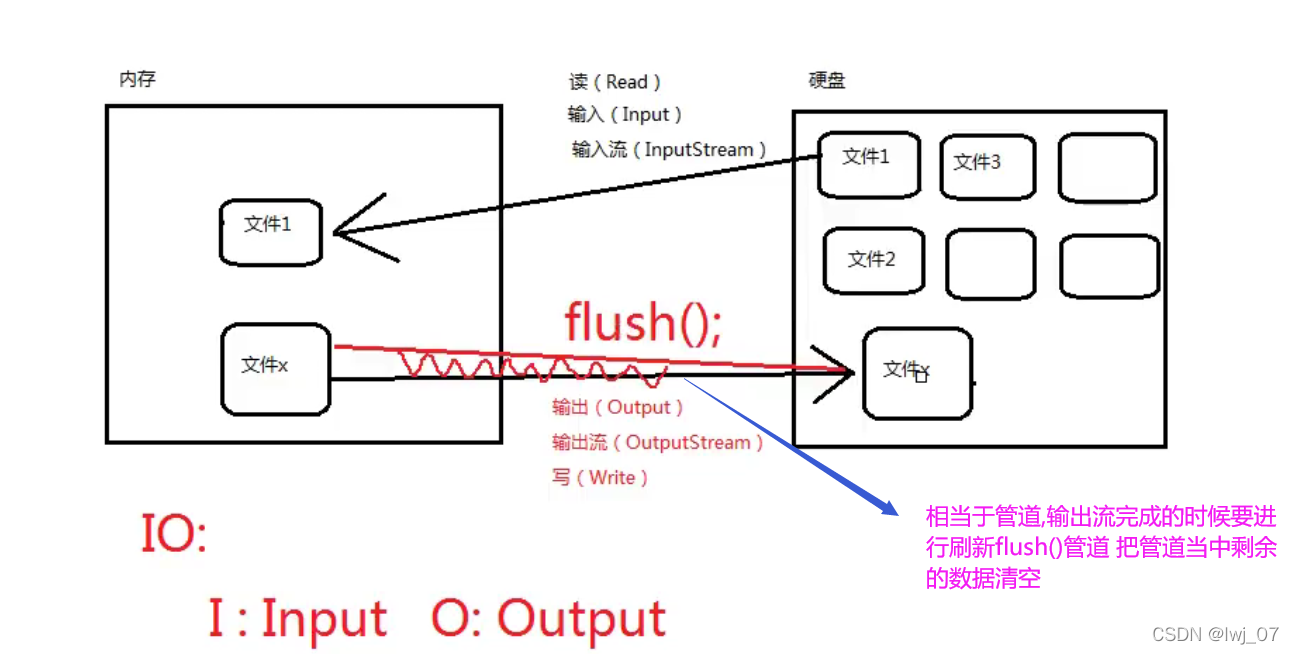 内存
读（Read）
输入（Input）
输入流（InputStream）
硬盘
文件1
文件3
文件2
文件1
flush();
文件x
文件x
输出（Output）
输出流（OutputStream）
写（Write）
IO:
I : Input O: Output
相当于管道,输出流完成的时候要进
行刷新flush()管道 把管道当中剩余
的数据清空
CSDN @lwj_07